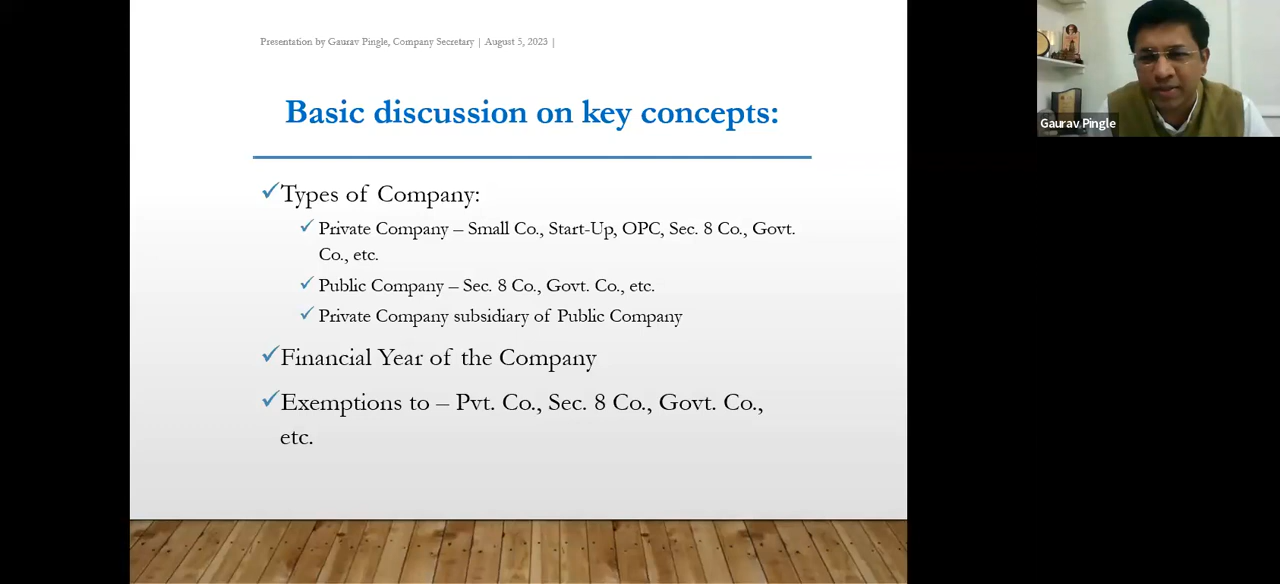 Presentation by Gaurav Pingle, Company Secretary | August 5, 2023 |
Basic discussion on key concepts:
Types of Company:
Private Company – Small Co., Start-Up, OPC, Sec. 8 Co., Govt.
Co., etc.
Public Company – Sec. 8 Co., Govt. Co., etc.
Private Company subsidiary of Public Company
Financial Year of the Company
Exemptions to – Pvt. Co., Sec. 8 Co., Govt. Co.,
etc.
Gaurav Pingle